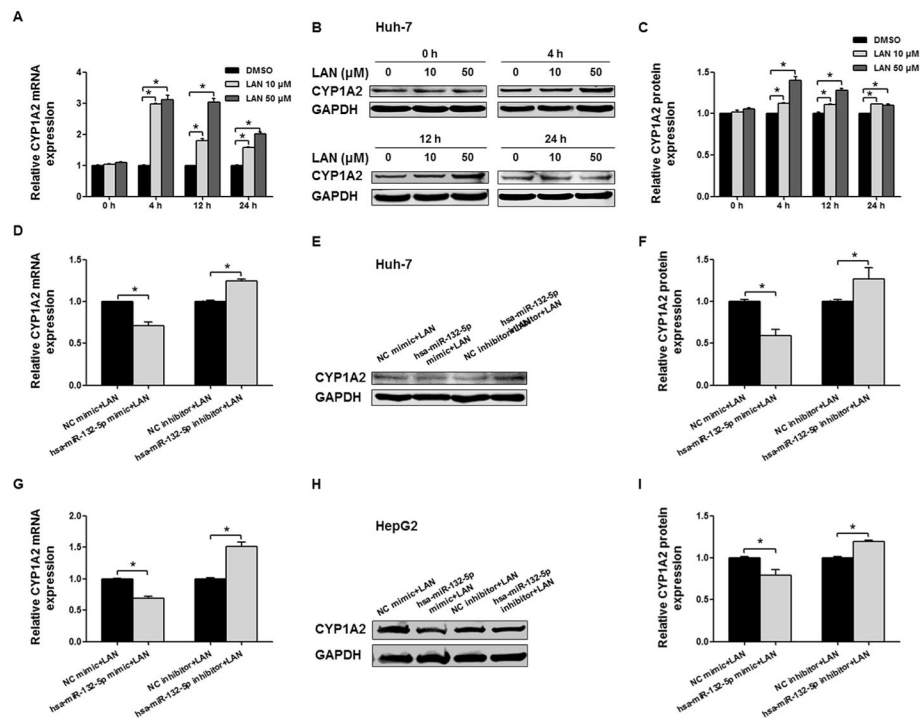 A
Relative CYP1A2 mRNA
expression
4
3
2
1
0
DMSO
LAN 10 µM
LAN 50 µM
* * * * * *
0 h 4 h 12 h 24 h
B
Huh-7
0 h 4 h
LAN (µM) 0 10 50 0 10 50
CYP1A2
GAPDH
12 h 24 h
LAN (µM) 0 10 50 0 10 50
CYP1A2
GAPDH
C
Relative CYP1A2 protein
expression
1.5
1.0
0.5
0.0
DMSO
LAN 10 µM
LAN 50 µM
* * * * * *
0 h 4 h 12 h 24 h
D
Relative CYP1A2 mRNA
expression
1.5
1.0
0.5
0.0
* *
NC mimic+LAN
hsa-miR-132-5p mimic+LAN
NC inhibitor+LAN
hsa-miR-132-5p inhibitor+LAN
E
Huh-7
NC mimic+LAN
hsa-miR-132-5p
mimic+LAN
NC inhibitor+LAN
hsa-miR-132-5p
inhibitor+LAN
CYP1A2
GAPDH
F
Relative CYP1A2 protein
expression
1.5
1.0
0.5
0.0
* *
NC mimic+LAN
hsa-miR-132-5p mimic+LAN
NC inhibitor+LAN
hsa-miR-132-5p inhibitor+LAN
G
Relative CYP1A2 mRNA
expression
2.0
1.5
1.0
0.5
0.0
* *
NC mimic+LAN
hsa-miR-132-5p mimic+LAN
NC inhibitor+LAN
hsa-miR-132-5p inhibitor+LAN
H
HepG2
NC mimic+LAN
hsa-miR-132-5p
mimic+LAN
NC inhibitor+LAN
hsa-miR-132-5p
inhibitor+LAN
CYP1A2
GAPDH
I
Relative CYP1A2 protein
expression
1.5
1.0
0.5
0.0
* *
NC mimic+LAN
hsa-miR-132-5p mimic+LAN
NC inhibitor+LAN
hsa-miR-132-5p inhibitor+LAN